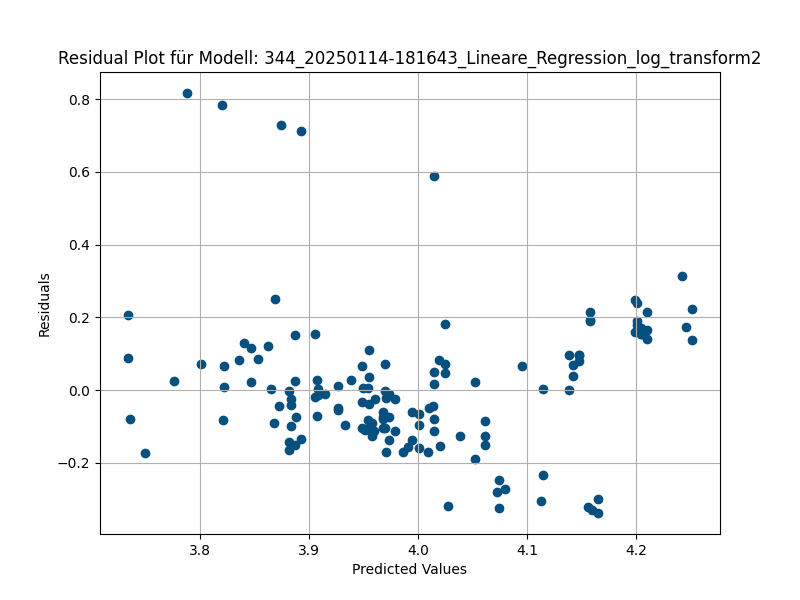 Residual Plot für Modell: 344_20250114-181643_Lineare_Regression_log_transform2
0.8
0.6
0.4
0.2
0.0
−0.2
Residuals
3.8 3.9 4.0 4.1 4.2
Predicted Values